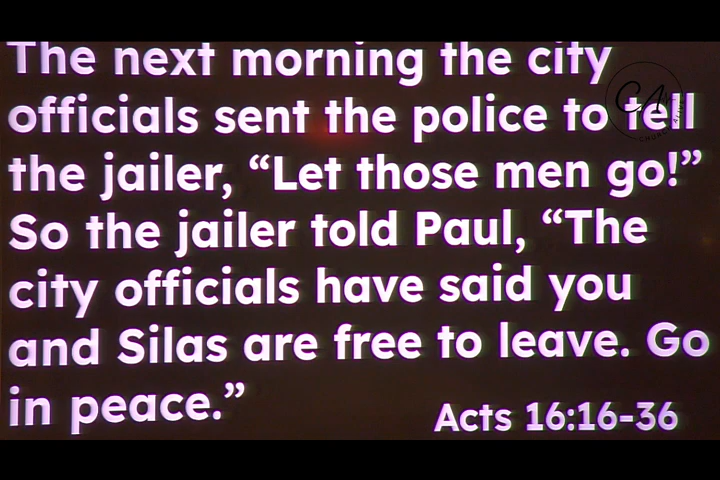 The next morning the city
officials sent the police to tell
the jailer, “Let those men go!”
So the jailer told Paul, “The
city officials have said you
and Silas are free to leave. Go
in peace.”
Acts 16:16-36